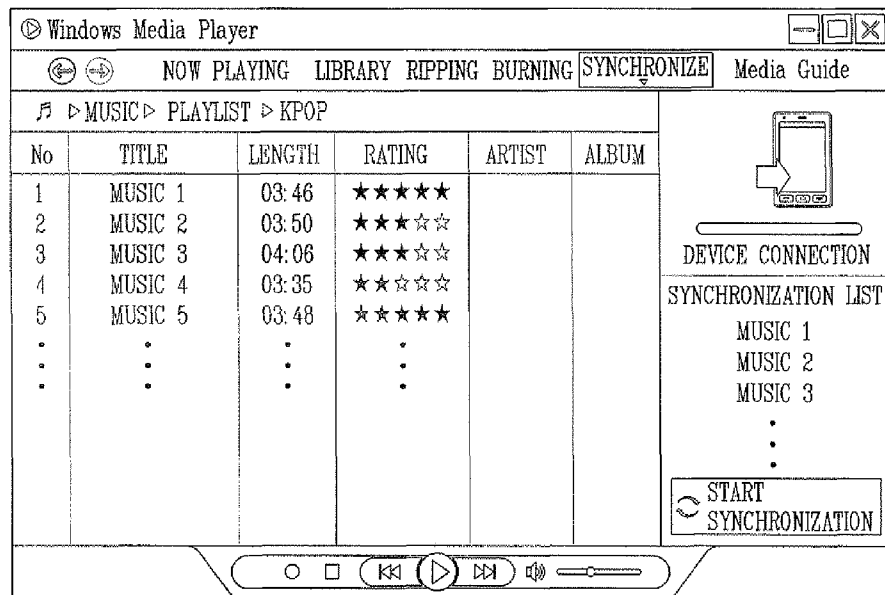 Windows Media Player
NOW PLAYING LIBRARY RIPPING BURNING SYNCHRONIZE Media Guide
MUSIC PLAYLIST KPOP
No TITLE LENGTH RATING ARTIST ALBUM
1 MUSIC 1 03:46 ★★★★★
2 MUSIC 2 03:50 ★★★☆☆
3 MUSIC 3 04:06 ★★★☆☆
4 MUSIC 4 03:35 ★★☆☆☆
5 MUSIC 5 03:48 ★★★★★
DEVICE CONNECTION
SYNCHRONIZATION LIST
MUSIC 1
MUSIC 2
MUSIC 3
START
SYNCHRONIZATION